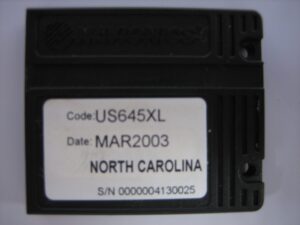 Code: US645XL
Date: MAR2003
NORTH CAROLINA
S/N 0000004130025